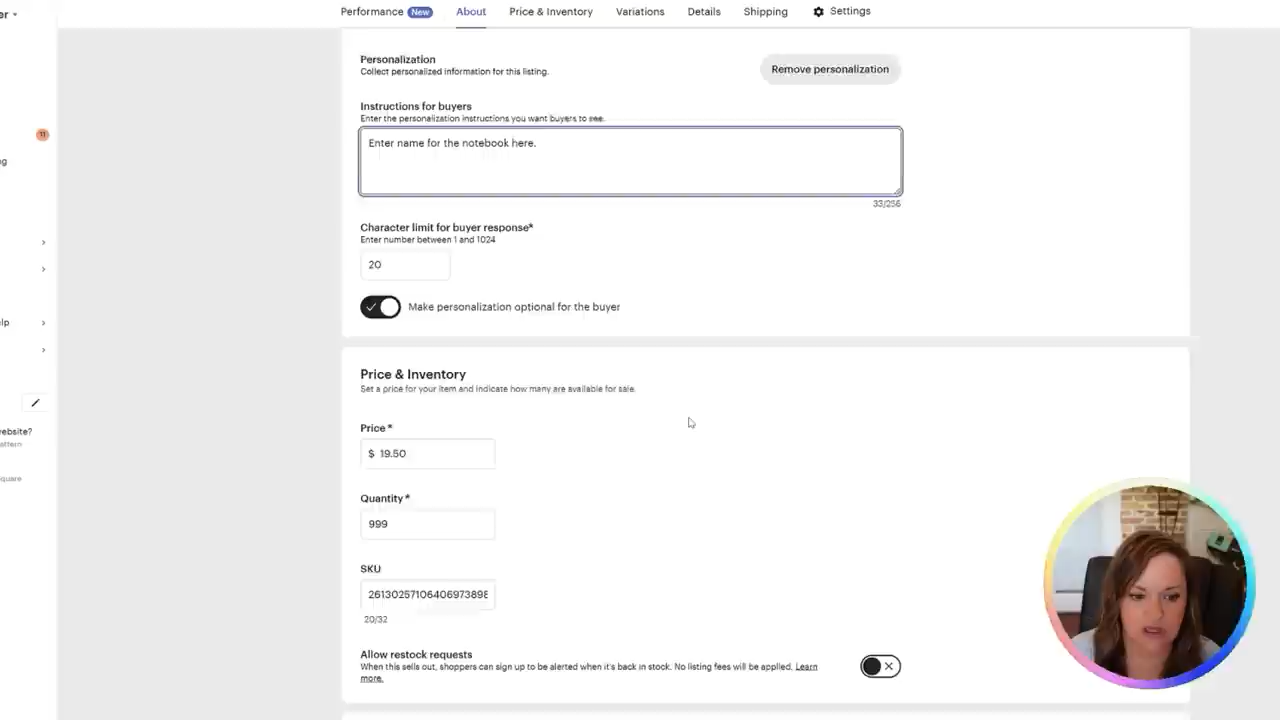 Performance New About Price & Inventory Variations Details Shipping Settings
Personalization
Collect personalized information for this listing.
Remove personalization
Instructions for buyers
Enter the personalization instructions you want buyers to see.
Enter name for the notebook here.
33/256
Character limit for buyer response*
Enter number between 1 and 1024
20
Make personalization optional for the buyer
Price & Inventory
Set a price for your item and indicate how many are available for sale.
Price *
$ 19.50
Quantity *
999
SKU
26130257106406973898
20/32
Allow restock requests
When this sells out, shoppers can sign up to be alerted when it's back in stock. No listing fees will be applied. Learn
more.